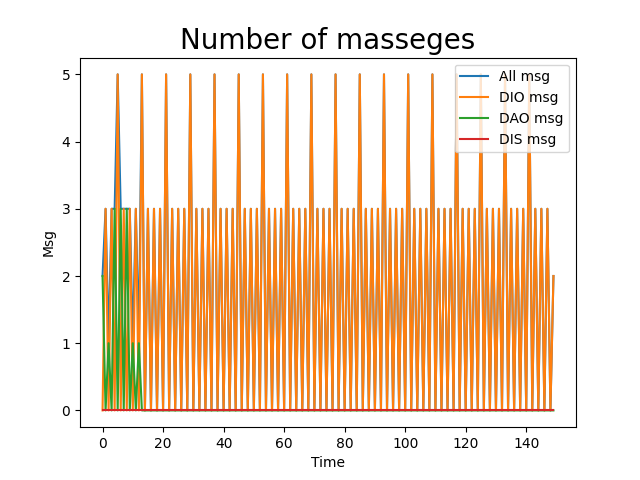 Number of masseges
All msg
DIO msg
DAO msg
DIS msg
5
4
3
2
1
0
Msg
0 20 40 60 80 100 120 140
Time